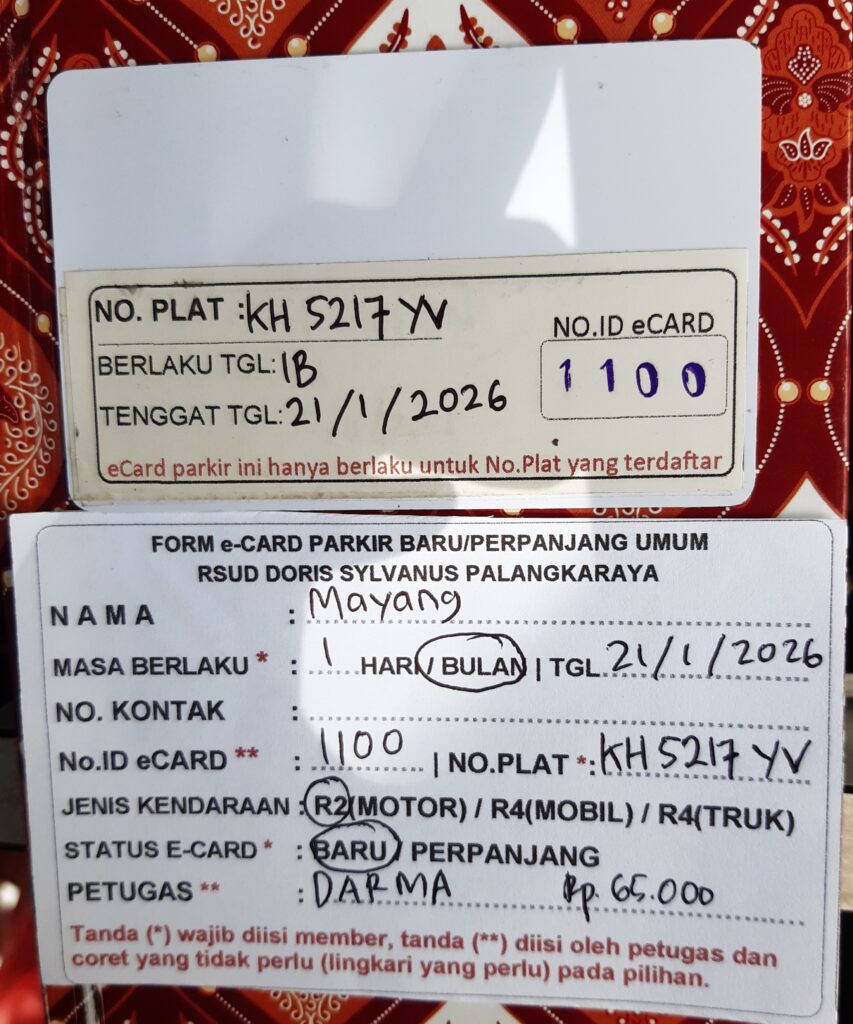 NO. PLAT : KH 5217 YV
NO.ID eCARD
BERLAKU TGL: 1B
1100
TENGGAT TGL: 21/1/2026
eCard parkir ini hanya berlaku untuk No.Plat yang terdaftar
FORM e-CARD PARKIR BARU/PERPANJANG UMUM
RSUD DORIS SYLVANUS PALANGKARAYA
NAMA : Mayang
MASA BERLAKU * : 1 HARI / BULAN | TGL 21/1/2026
NO. KONTAK :
No.ID eCARD ** : 1100 | NO.PLAT *: KH 5217 YV
JENIS KENDARAAN : R2(MOTOR) / R4(MOBIL) / R4(TRUK)
STATUS E-CARD * : BARU / PERPANJANG
PETUGAS ** : DARMA Rp. 65.000
Tanda (*) wajib diisi member, tanda (**) diisi oleh petugas dan
coret yang tidak perlu (lingkari yang perlu) pada pilihan.